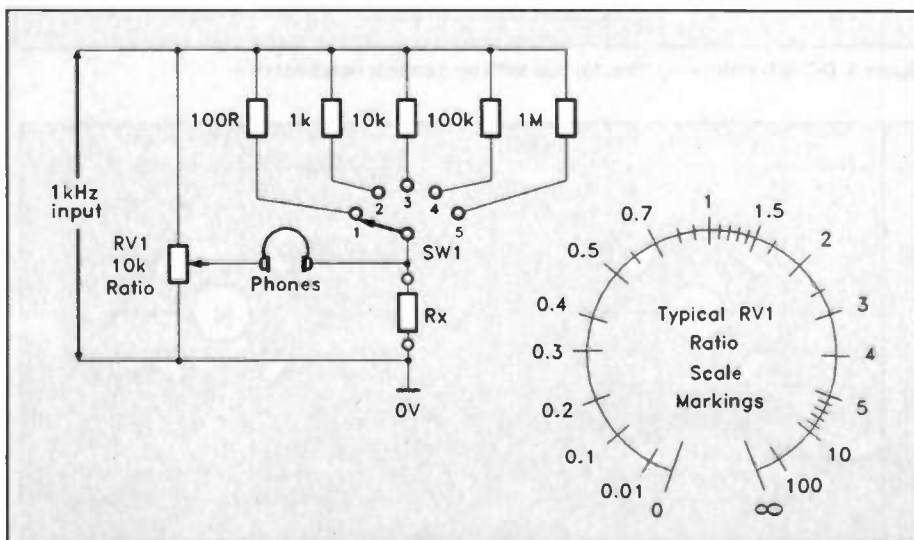 100R
1k
10k
100k
1M
1kHz
input
1
2
3
4
5
SW1
RV1
10k
Ratio
Phones
Rx
0V
Typical RV1
Ratio
Scale
Markings
0
0.01
0.1
0.2
0.3
0.4
0.5
0.7
1
1.5
2
3
4
5
10
100
∞